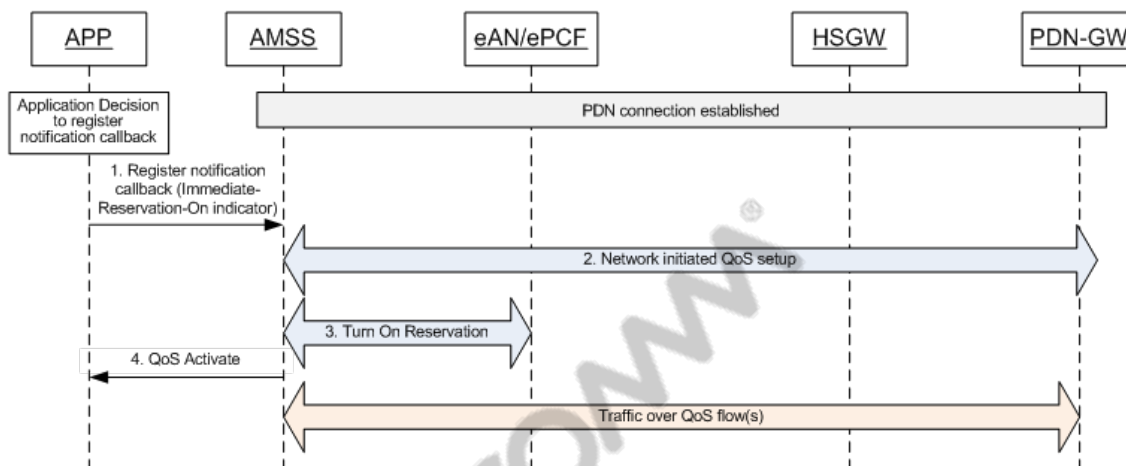 APP
AMSS
eAN/ePCF
HSGW
PDN-GW
Application Decision
to register
notification callback
PDN connection established
1. Register notification
callback (Immediate-
Reservation-On indicator)
2. Network initiated QoS setup
3. Turn On Reservation
4. QoS Activate
Traffic over QoS flow(s)